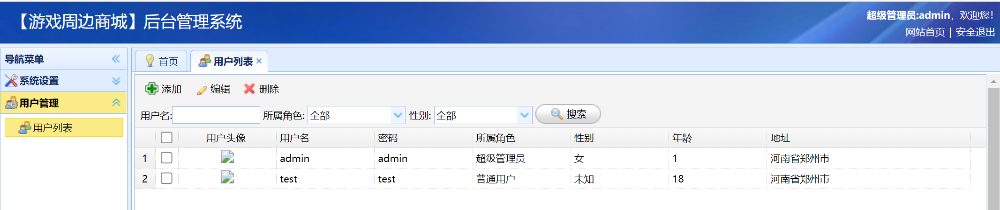 【游戏周边商城】后台管理系统
超级管理员:admin，欢迎您！
网站首页 | 安全退出
导航菜单
系统设置
用户管理
用户列表
首页 用户列表
添加 编辑 删除
用户名: 所属角色: 全部 性别: 全部 搜索
用户头像 用户名 密码 所属角色 性别 年龄 地址
1 admin admin 超级管理员 女 1 河南省郑州市
2 test test 普通用户 未知 18 河南省郑州市